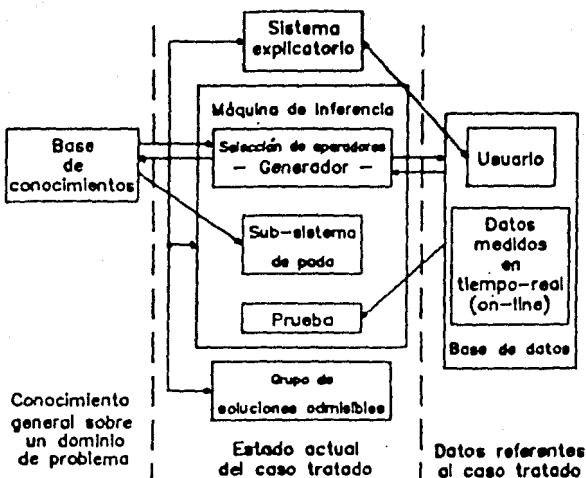 Sistema
explicatorio
Máquina de inferencia
Base
de
conocimientos
Selección de operadores
- Generador -
Usuario
Sub-sistema
de poda
Datos
medidos
en
tiempo-real
(on-line)
Prueba
Base de datos
Grupo de
soluciones admisibles
Conocimiento
general sobre
un dominio
de problema
Estado actual
del caso tratado
Datos referentes
al caso tratado